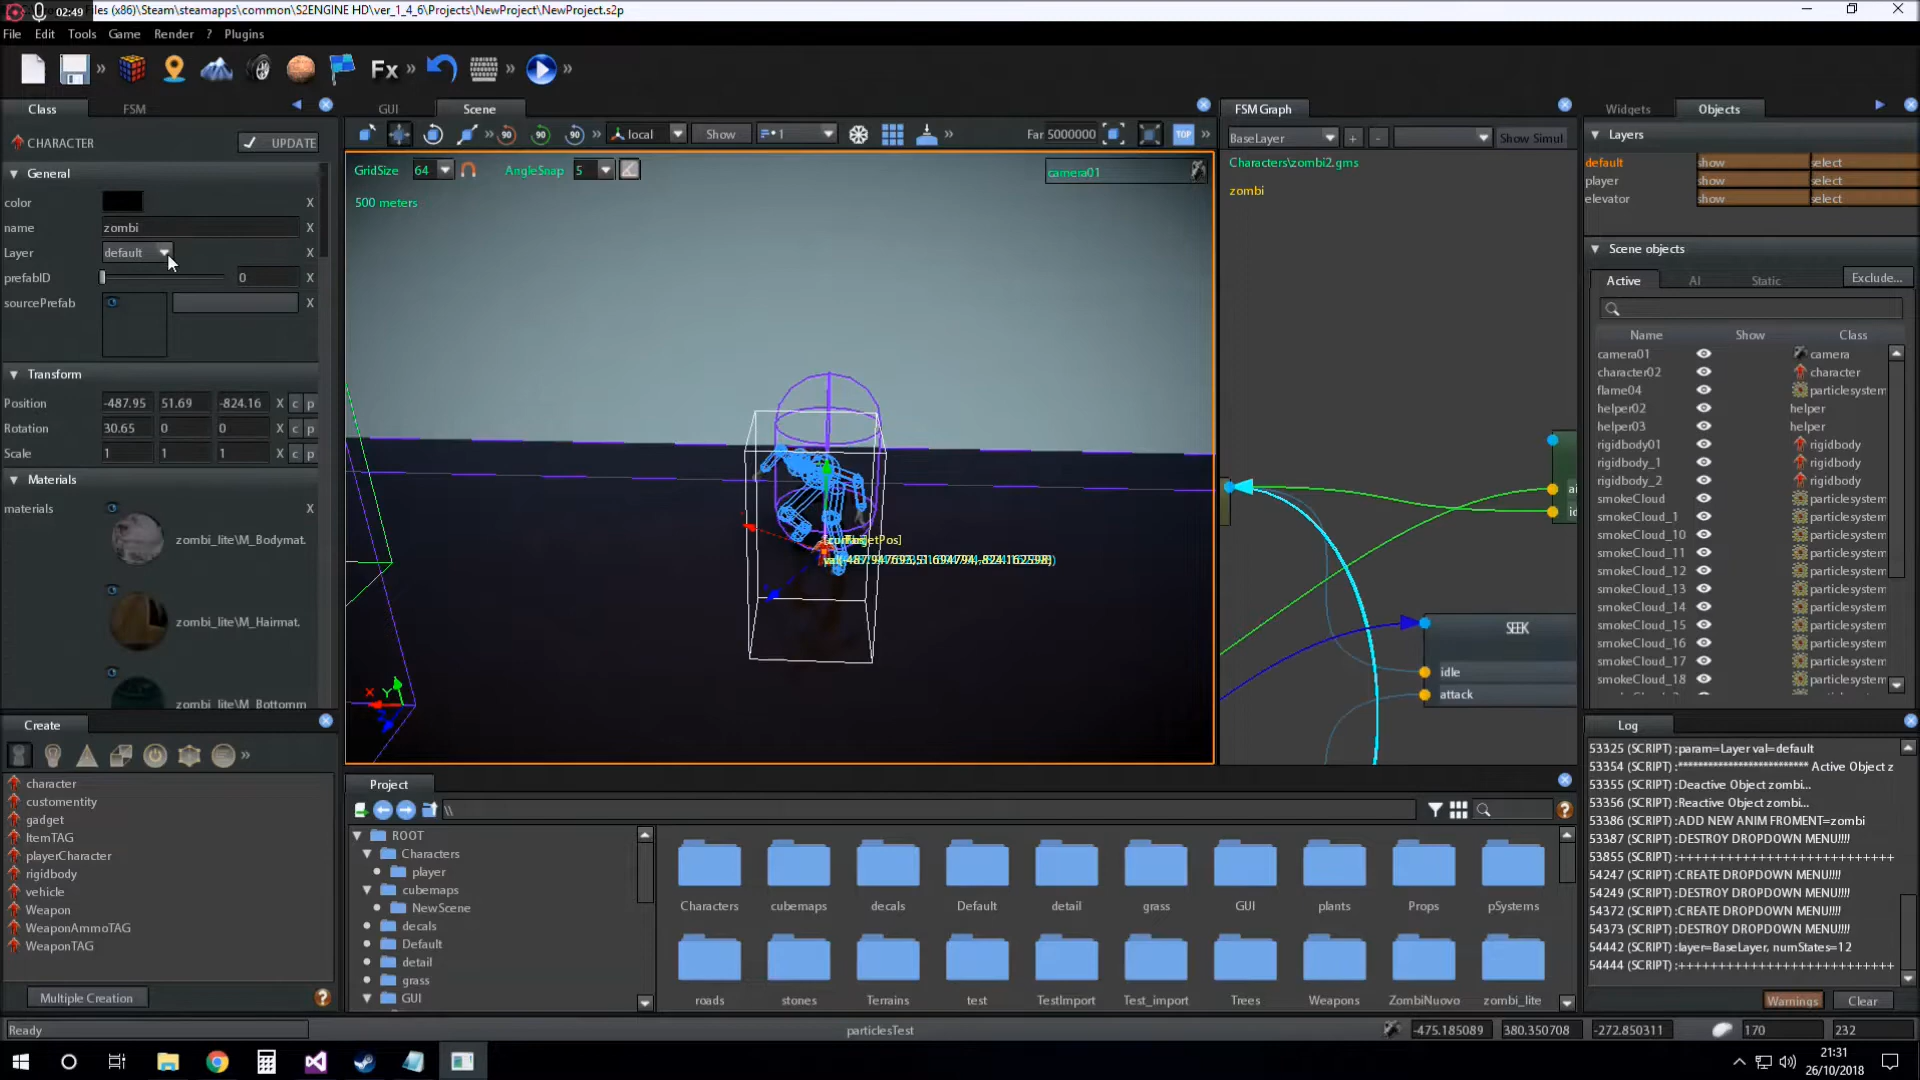 02:49 Files (x86)\Steam\steamapps\common\S2ENGINE HD\ver_1_4_6\Projects\NewProject\NewProject.s2p
File Edit Tools Game Render ? Plugins
Fx
Class FSM
CHARACTER UPDATE
General
color X
name zombi X
Layer default X
prefabID 0 X
sourcePrefab X
Transform
Position -487.95 51.69 -824.16 X c p
Rotation 30.65 0 0 X c p
Scale 1 1 1 X c p
Materials
materials X
zombi_lite\M_Bodymat.
zombi_lite\M_Hairmat.
zombi_lite\M_Bottomm
Create
character
customentity
gadget
ItemTAG
playerCharacter
rigidbody
vehicle
Weapon
WeaponAmmoTAG
WeaponTAG
Multiple Creation
Ready
GUI Scene
90 90 90 local Show 1 Far 5000000 TOP
GridSize 64 AngleSnap 5 camera01
500 meters
FSM Graph
BaseLayer + - Show Simul
Characters\zombi2.gms
zombi
SEEK
idle
attack
Project
\\
ROOT
Characters
player
cubemaps
NewScene
decals
Default
detail
grass
GUI
Characters cubemaps decals Default detail grass GUI plants Props pSystems
roads stones Terrains test TestImport Test_import Trees Weapons ZombiNuovo zombi_lite
particlesTest
-475.185089 380.350708 -272.850311 170 232
Widgets Objects
Layers
default show select
player show select
elevator show select
Scene objects
Active AI Static Exclude...
Name Show Class
camera01 camera
character02 character
flame04 particlesystem
helper02 helper
helper03 helper
rigidbody01 rigidbody
rigidbody_1 rigidbody
rigidbody_2 rigidbody
smokeCloud particlesystem
smokeCloud_1 particlesystem
smokeCloud_10 particlesystem
smokeCloud_11 particlesystem
smokeCloud_12 particlesystem
smokeCloud_13 particlesystem
smokeCloud_14 particlesystem
smokeCloud_15 particlesystem
smokeCloud_16 particlesystem
smokeCloud_17 particlesystem
smokeCloud_18 particlesystem
Log
53325 (SCRIPT) :param=Layer val=default
53354 (SCRIPT) :************************** Active Object z
53355 (SCRIPT) :Deactive Object zombi...
53356 (SCRIPT) :Reactive Object zombi...
53386 (SCRIPT) :ADD NEW ANIM FROMENT=zombi
53387 (SCRIPT) :DESTROY DROPDOWN MENU!!!!
53855 (SCRIPT) :++++++++++++++++++++++++++++
54247 (SCRIPT) :CREATE DROPDOWN MENU!!!!
54249 (SCRIPT) :DESTROY DROPDOWN MENU!!!!
54372 (SCRIPT) :CREATE DROPDOWN MENU!!!!
54373 (SCRIPT) :DESTROY DROPDOWN MENU!!!!
54442 (SCRIPT) :layer=BaseLayer, numStates=12
54444 (SCRIPT) :++++++++++++++++++++++++++++
Warnings Clear
21:31
26/10/2018